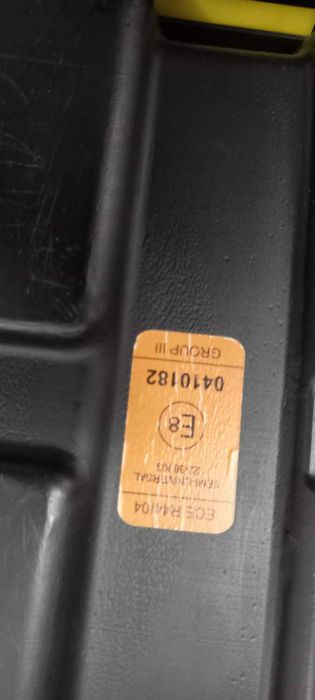 ECE R44/04
SEMI-UNIVERSAL
22-36 KG
E8
0410182
GROUP III